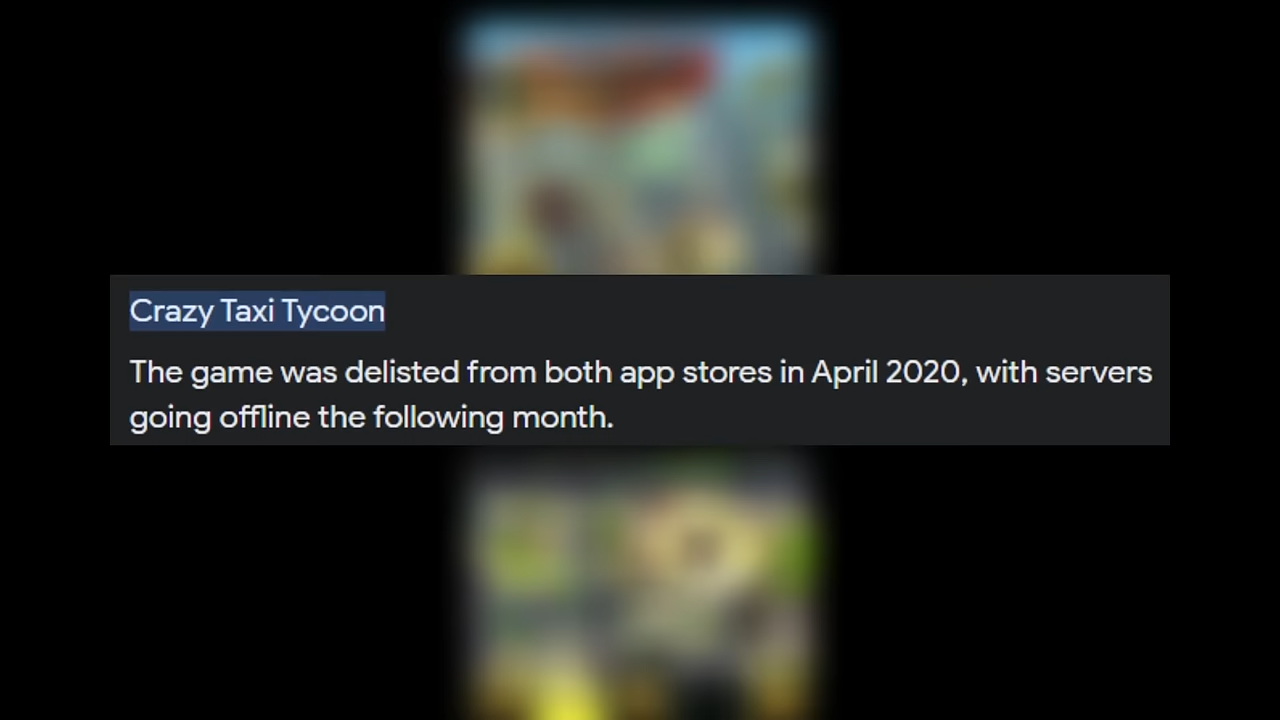 Crazy Taxi Tycoon
The game was delisted from both app stores in April 2020, with servers
going offline the following month.